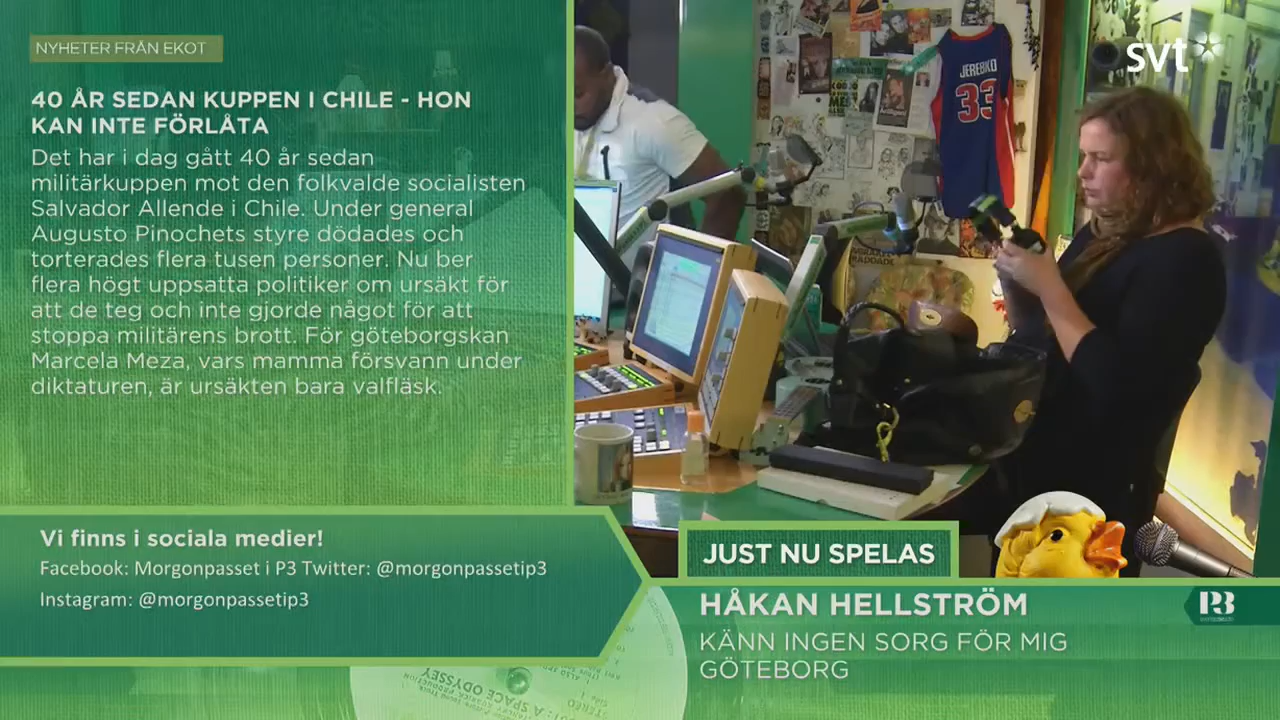 NYHETER FRÅN EKOT
40 ÅR SEDAN KUPPEN I CHILE - HON
KAN INTE FÖRLÅTA
Det har i dag gått 40 år sedan
militärkuppen mot den folkvalde socialisten
Salvador Allende i Chile. Under general
Augusto Pinochets styre dödades och
torterades flera tusen personer. Nu ber
flera högt uppsatta politiker om ursäkt för
att de teg och inte gjorde något för att
stoppa militärens brott. För göteborgskan
Marcela Meza, vars mamma försvann under
diktaturen, är ursäkten bara valfläsk.
svt
JEREBKO
33
Vi finns i sociala medier!
Facebook: Morgonpasset i P3 Twitter: @morgonpassetip3
Instagram: @morgonpassetip3
JUST NU SPELAS
HÅKAN HELLSTRÖM
KÄNN INGEN SORG FÖR MIG
GÖTEBORG
P3
: A SPACE ODYSSEY
STEREO